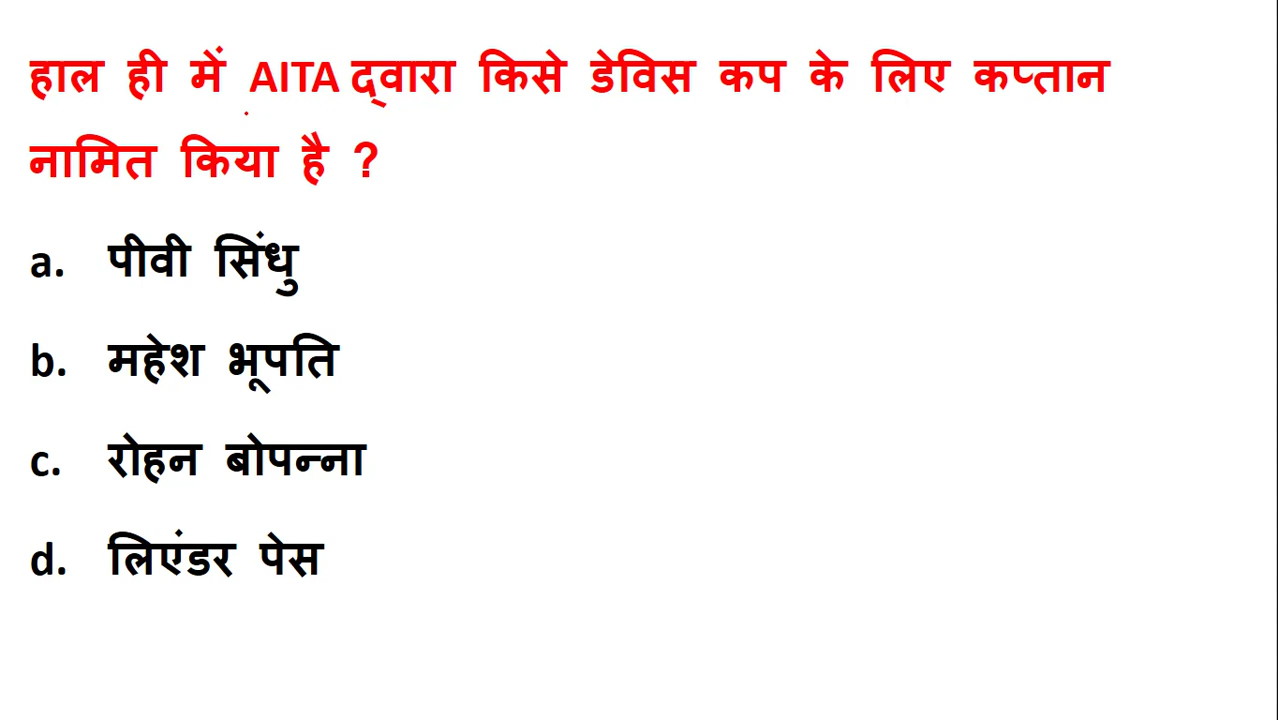 हाल ही में AITA द्वारा किसे डेविस कप के लिए कप्तान
नामित किया है ?
a. पीवी सिंधु
b. महेश भूपति
c. रोहन बोपन्ना
d. लिएंडर पेस